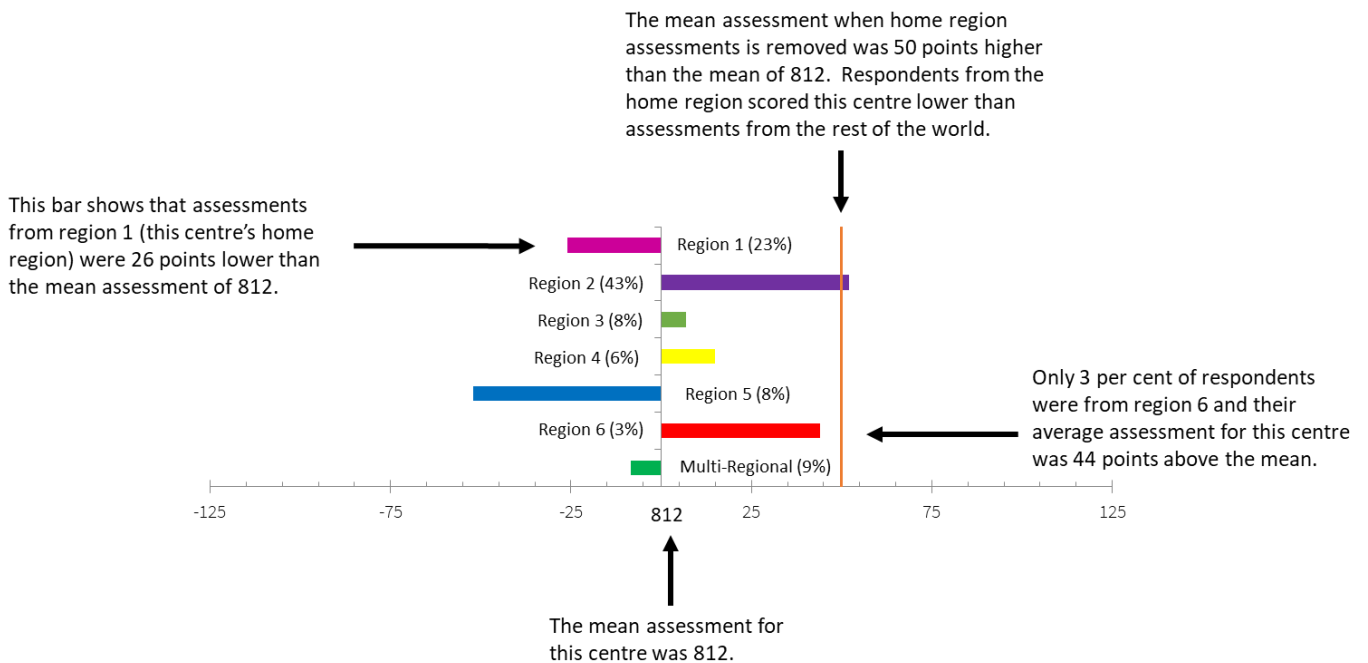 The mean assessment when home region
assessments is removed was 50 points higher
than the mean of 812.  Respondents from the
home region scored this centre lower than
assessments from the rest of the world.
This bar shows that assessments
from region 1 (this centre's home
region) were 26 points lower than
the mean assessment of 812.
Region 1 (23%)
Region 2 (43%)
Region 3 (8%)
Region 4 (6%)
Region 5 (8%)
Region 6 (3%)
Multi-Regional (9%)
Only 3 per cent of respondents
were from region 6 and their
average assessment for this centre
was 44 points above the mean.
-125 -75 -25 812 25 75 125
The mean assessment for
this centre was 812.